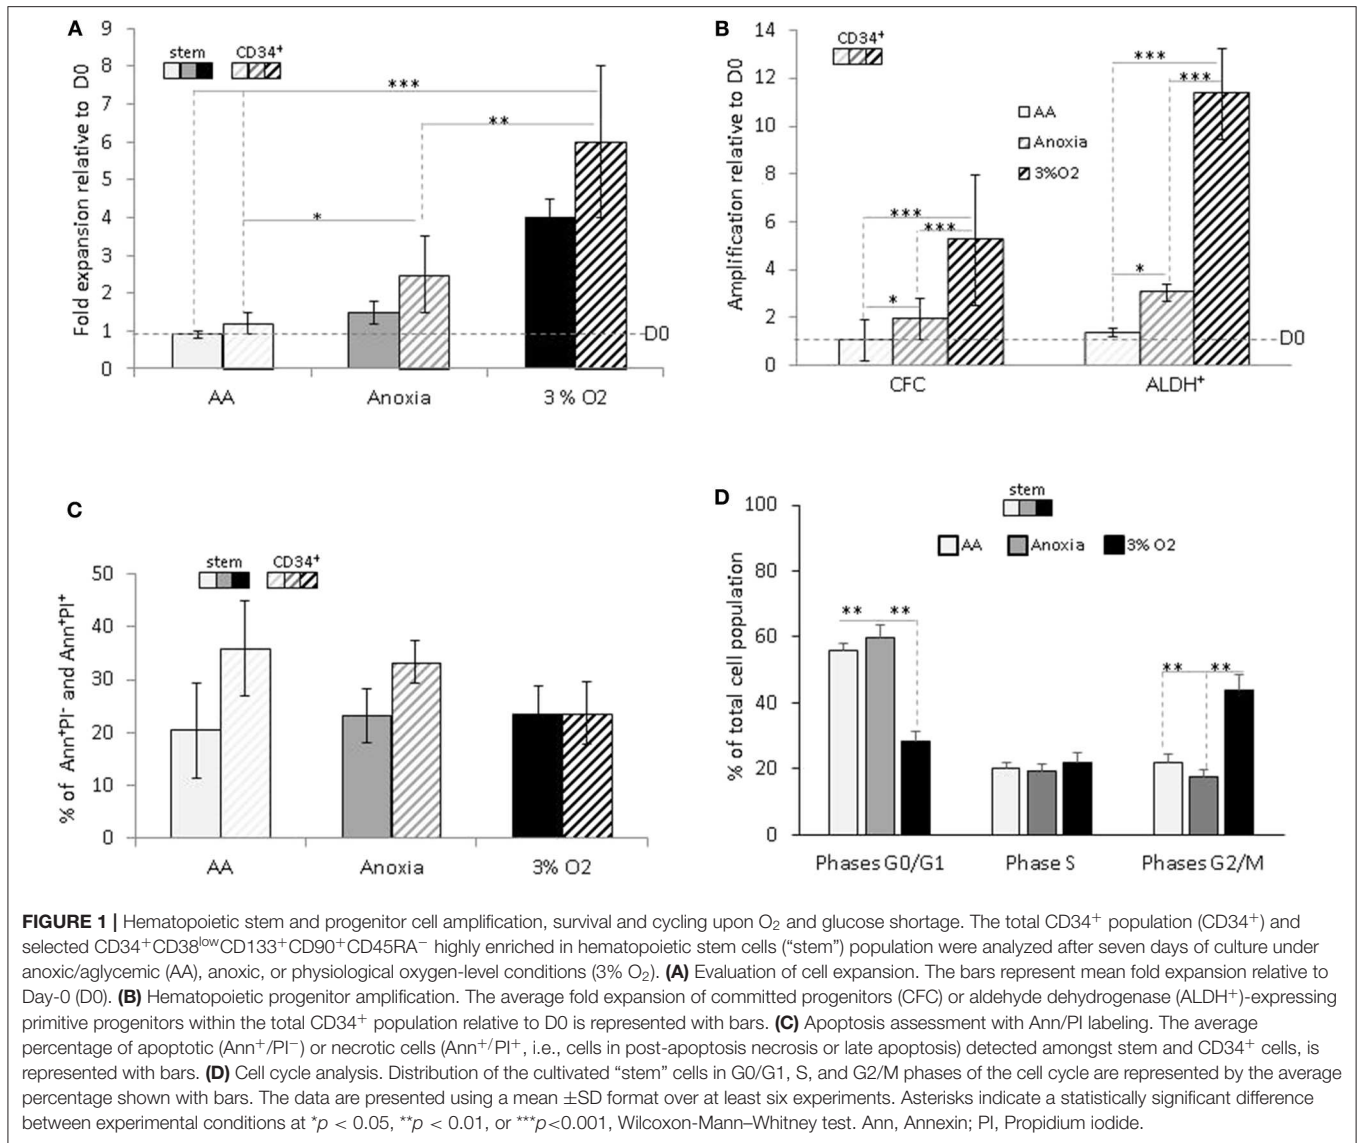 A
stem CD34⁺
Fold expansion relative to D0
9
8
7
6
5
4
3
2
1
0
***
**
*
D0
AA Anoxia 3 % O2
B
CD34⁺
Amplification relative to D0
14
12
10
8
6
4
2
0
AA
Anoxia
3%O2
***
***
***
***
*
*
D0
CFC ALDH⁺
C
stem CD34⁺
% of Ann⁺PI⁻ and Ann⁺PI⁺
50
40
30
20
10
0
AA Anoxia 3% O2
D
stem
AA Anoxia 3% O2
% of total cell population
100
80
60
40
20
0
** **
** **
Phases G0/G1 Phase S Phases G2/M
FIGURE 1 | Hematopoietic stem and progenitor cell amplification, survival and cycling upon O₂ and glucose shortage. The total CD34⁺ population (CD34⁺) and
selected CD34⁺CD38ˡᵒʷCD133⁺CD90⁺CD45RA⁻ highly enriched in hematopoietic stem cells (“stem”) population were analyzed after seven days of culture under
anoxic/aglycemic (AA), anoxic, or physiological oxygen-level conditions (3% O₂). (A) Evaluation of cell expansion. The bars represent mean fold expansion relative to
Day-0 (D0). (B) Hematopoietic progenitor amplification. The average fold expansion of committed progenitors (CFC) or aldehyde dehydrogenase (ALDH⁺)-expressing
primitive progenitors within the total CD34⁺ population relative to D0 is represented with bars. (C) Apoptosis assessment with Ann/PI labeling. The average
percentage of apoptotic (Ann⁺/PI⁻) or necrotic cells (Ann⁺/PI⁺, i.e., cells in post-apoptosis necrosis or late apoptosis) detected amongst stem and CD34⁺ cells, is
represented with bars. (D) Cell cycle analysis. Distribution of the cultivated “stem” cells in G0/G1, S, and G2/M phases of the cell cycle are represented by the average
percentage shown with bars. The data are presented using a mean ±SD format over at least six experiments. Asterisks indicate a statistically significant difference
between experimental conditions at *p < 0.05, **p < 0.01, or ***p<0.001, Wilcoxon-Mann–Whitney test. Ann, Annexin; PI, Propidium iodide.